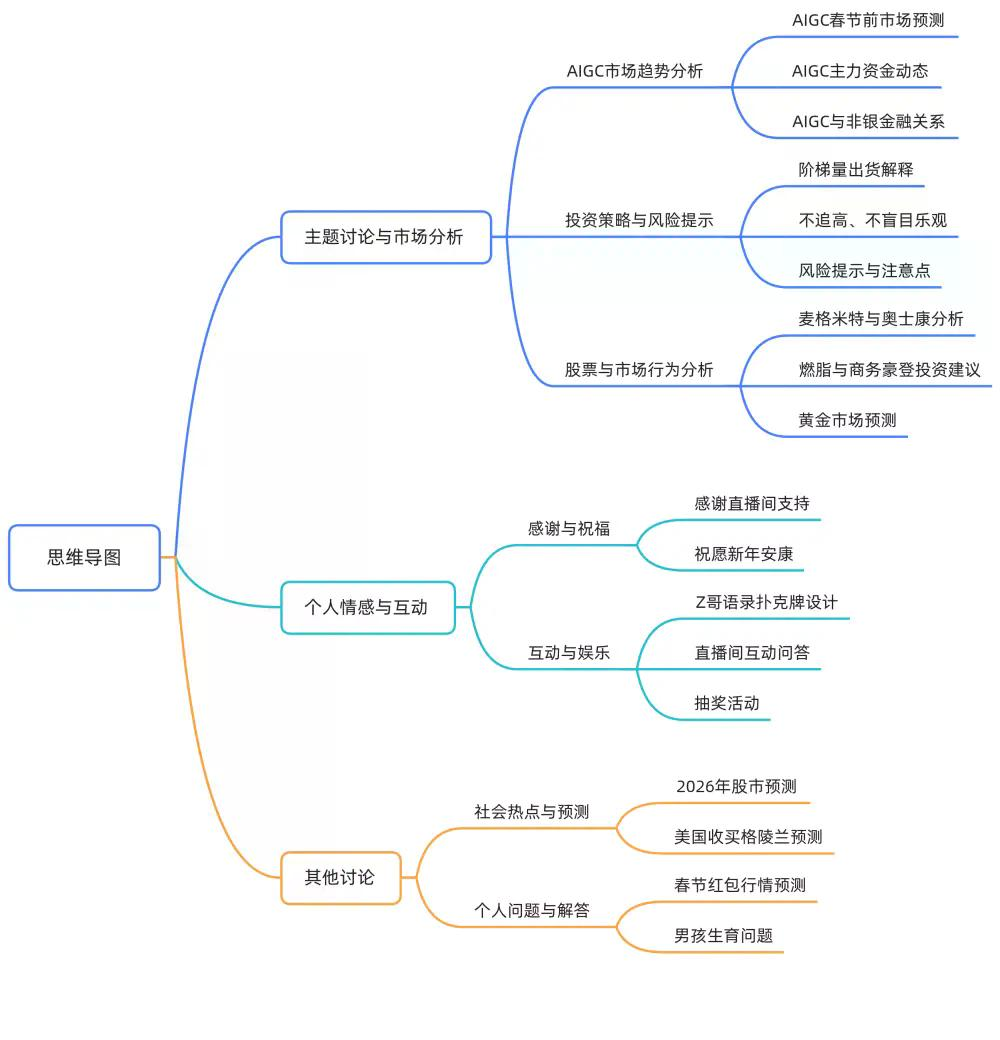 思维导图
主题讨论与市场分析
AIGC市场趋势分析
AIGC春节前市场预测
AIGC主力资金动态
AIGC与非银金融关系
投资策略与风险提示
阶梯量出货解释
不追高、不盲目乐观
风险提示与注意点
股票与市场行为分析
麦格米特与奥士康分析
燃脂与商务豪登投资建议
黄金市场预测
个人情感与互动
感谢与祝福
感谢直播间支持
祝愿新年安康
互动与娱乐
Z哥语录扑克牌设计
直播间互动问答
抽奖活动
其他讨论
社会热点与预测
2026年股市预测
美国收买格陵兰预测
个人问题与解答
春节红包行情预测
男孩生育问题